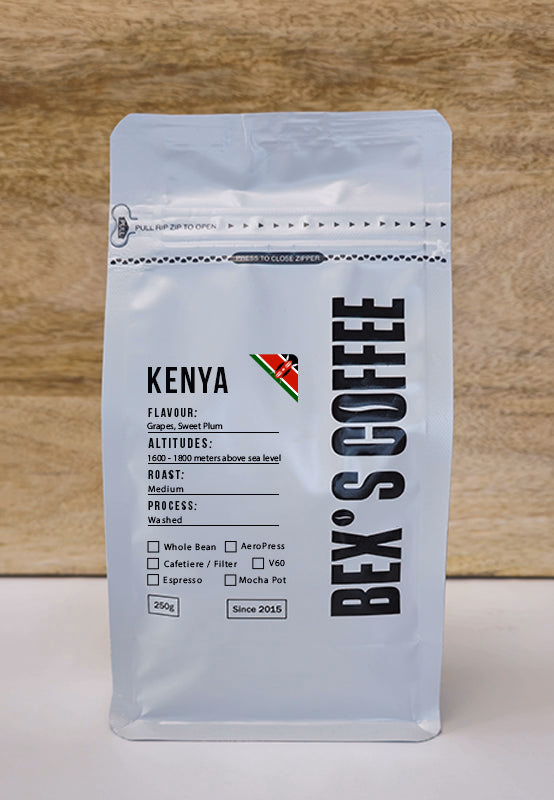 PULL RIP ZIP TO OPEN
PRESS TO CLOSE ZIPPER
BEX'S COFFEE
KENYA
FLAVOUR:
Grapes, Sweet Plum
ALTITUDES:
1600 - 1800 meters above sea level
ROAST:
Medium
PROCESS:
Washed
Whole Bean AeroPress
Cafetiere / Filter V60
Espresso Mocha Pot
250g Since 2015